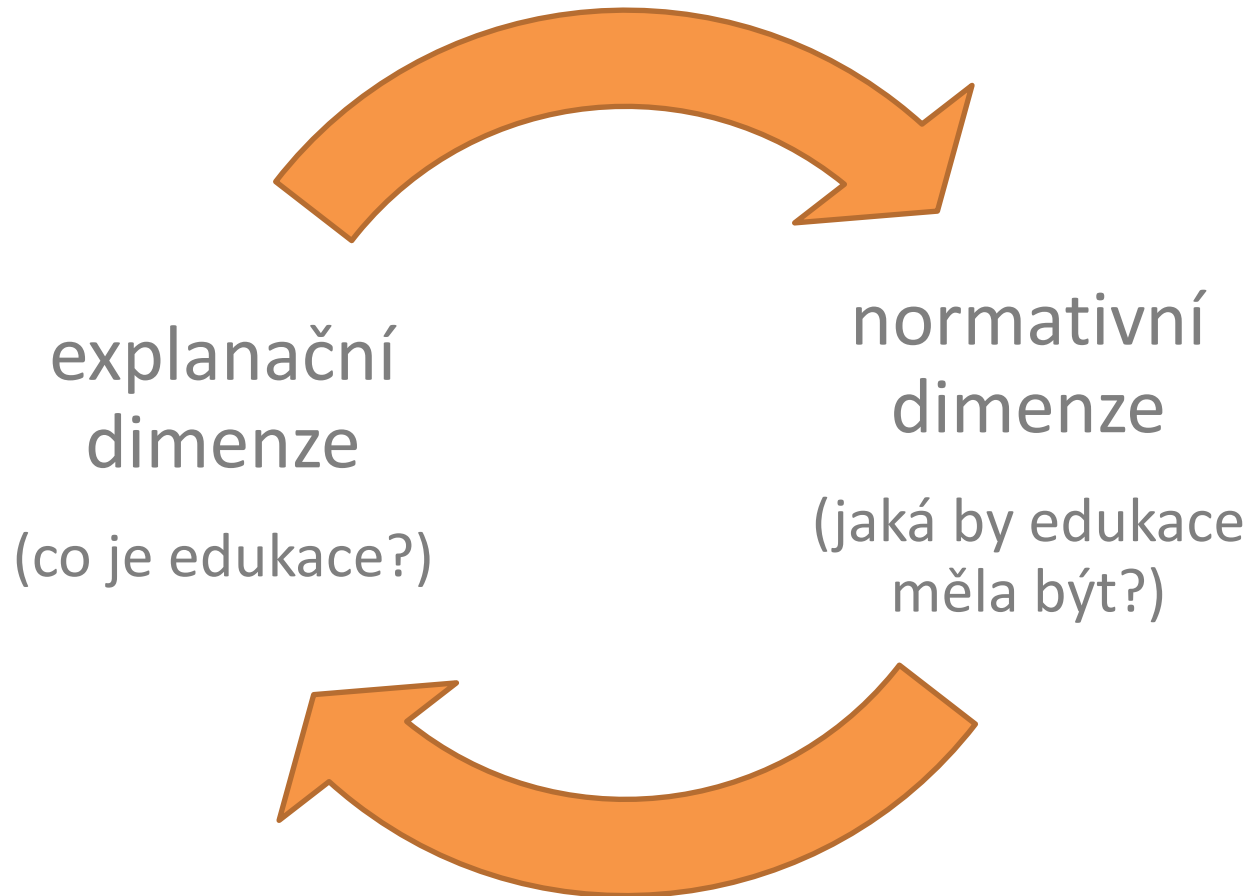 explanační
dimenze
(co je edukace?)
normativní
dimenze
(jaká by edukace
měla být?)